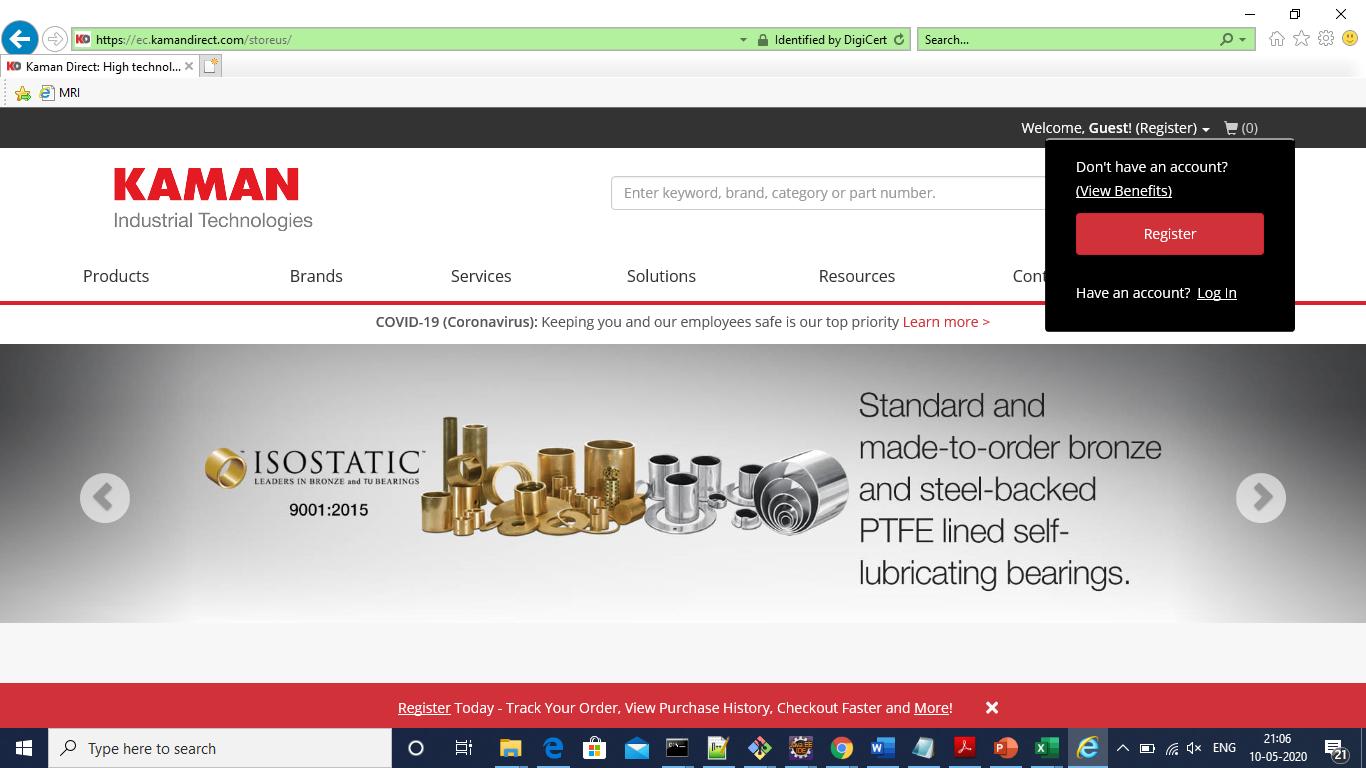 https://ec.kamandirect.com/storeus/
Identified by DigiCert
Search...
KD Kaman Direct: High technol...
MRI
Welcome, Guest! (Register)
(0)
Don't have an account?
(View Benefits)
Register
Have an account? Log In
KAMAN
Industrial Technologies
Enter keyword, brand, category or part number.
Products Brands Services Solutions Resources Cont
COVID-19 (Coronavirus): Keeping you and our employees safe is our top priority Learn more >
ISOSTATIC™
LEADERS IN BRONZE and TU BEARINGS
9001:2015
Standard and
made-to-order bronze
and steel-backed
PTFE lined self-
lubricating bearings.
Register Today - Track Your Order, View Purchase History, Checkout Faster and More!
Type here to search
ENG
21:06
10-05-2020
21